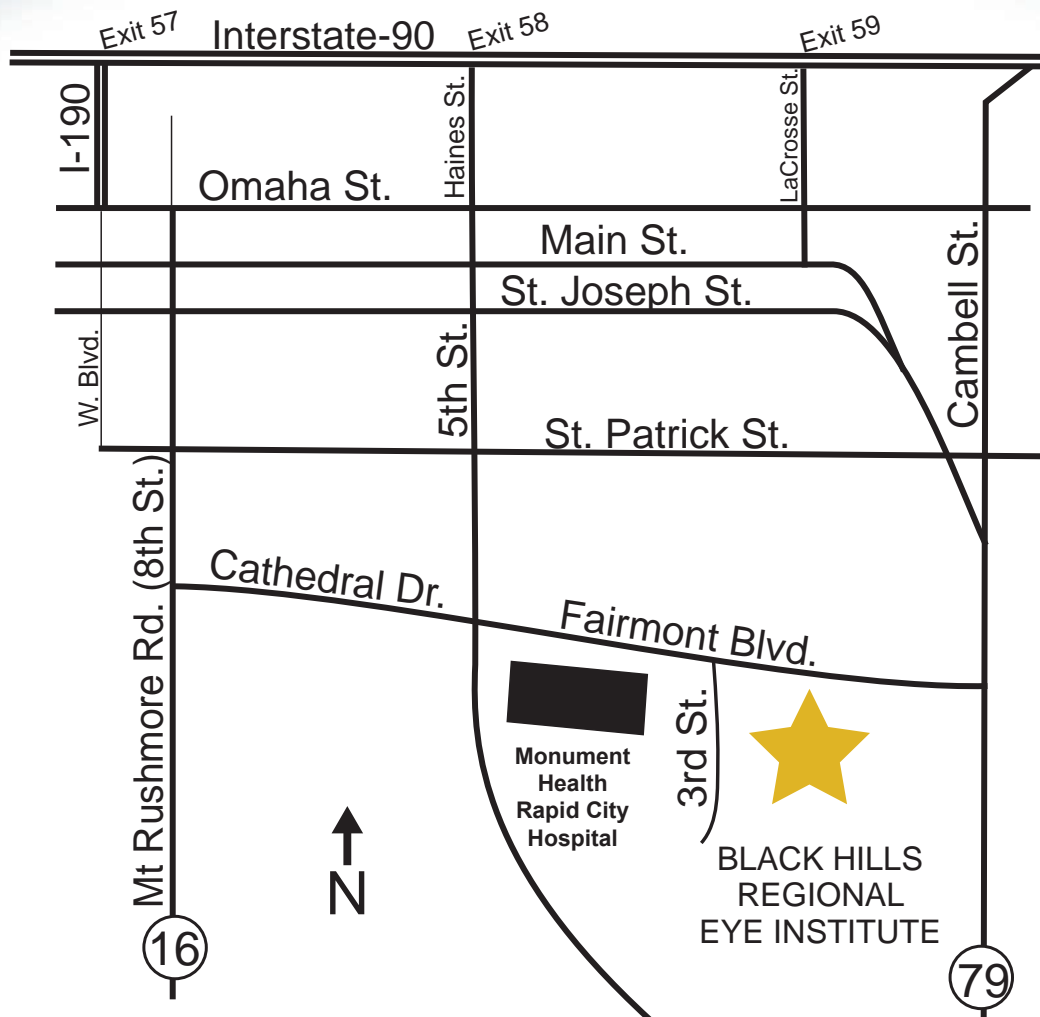 Exit 57
Interstate-90
Exit 58
Exit 59
I-190
Haines St.
LaCrosse St.
Omaha St.
Main St.
St. Joseph St.
Cambell St.
W. Blvd.
5th St.
St. Patrick St.
Mt Rushmore Rd. (8th St.)
Cathedral Dr.
Fairmont Blvd.
3rd St.
Monument
Health
Rapid City
Hospital
BLACK HILLS
REGIONAL
EYE INSTITUTE
N
16
79